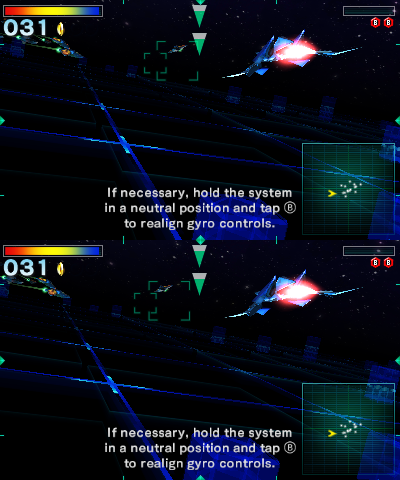 031
B B
If necessary, hold the system
in a neutral position and tap Ⓑ
to realign gyro controls.
031
B B
If necessary, hold the system
in a neutral position and tap Ⓑ
to realign gyro controls.